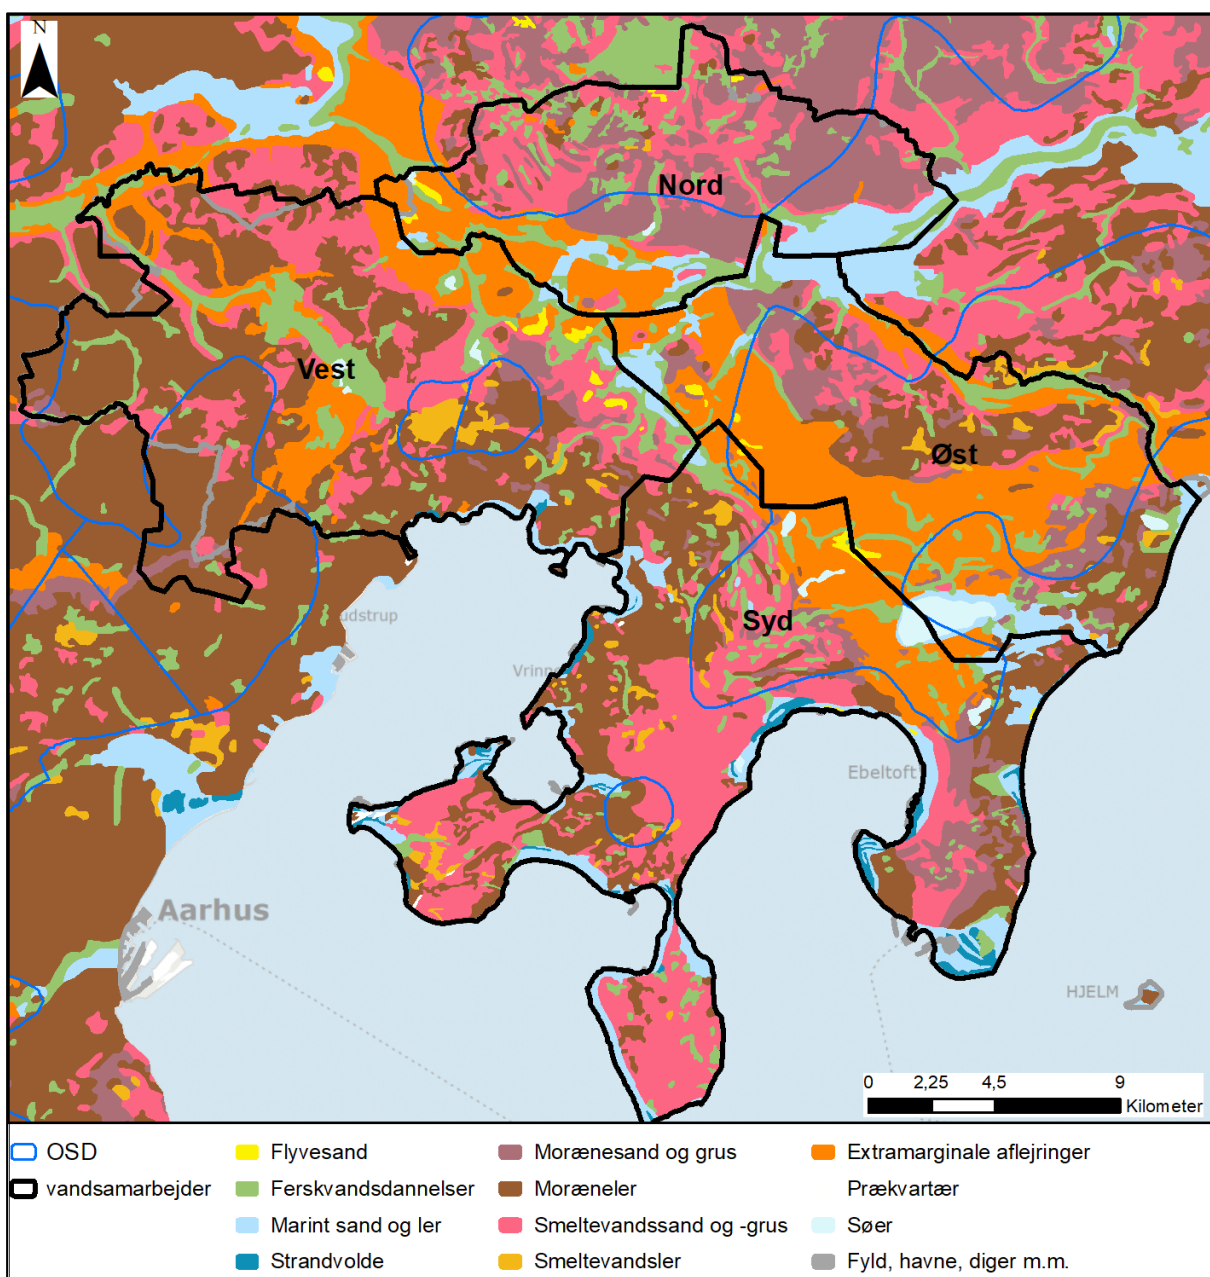 N
Nord
Vest
Øst
Syd
udstrup
Vrinn
Ebeltoft
Aarhus
HJELM
0 2,25 4,5 9
Kilometer
OSD
vandsamarbejder
Flyvesand
Ferskvandsdannelser
Marint sand og ler
Strandvolde
Morænesand og grus
Moræneler
Smeltevandssand og -grus
Smeltevandsler
Extramarginale aflejringer
Prækvartær
Søer
Fyld, havne, diger m.m.